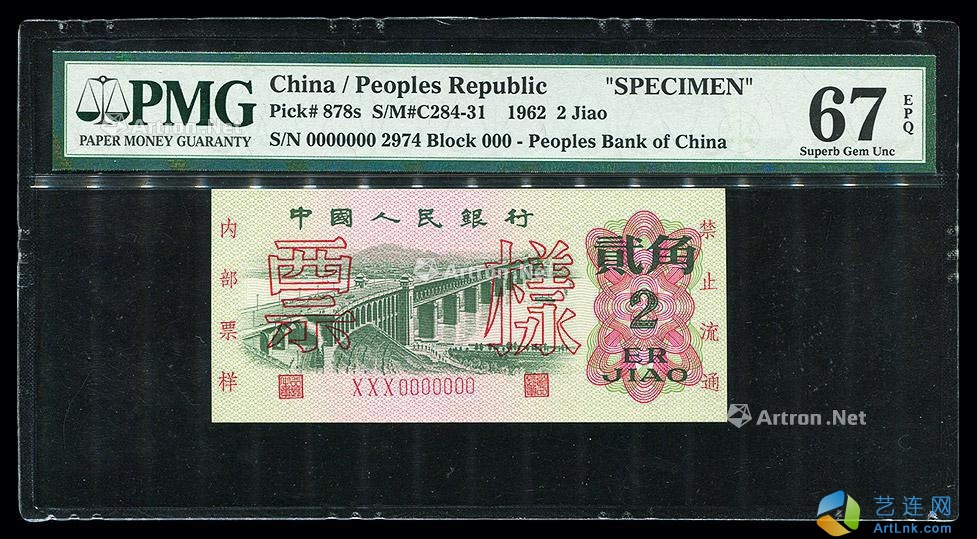 PMG
PAPER MONEY GUARANTY
China / Peoples Republic "SPECIMEN"
Pick# 878s S/M#C284-31 1962 2 Jiao
S/N 0000000 2974 Block 000 - Peoples Bank of China
67
EPQ
Superb Gem Unc
中國人民銀行
内部票样
票
樣
禁止流通
貳角
2
ER
JIAO
XXX0000000
Artron.Net
Artron.Net
艺连网
ArtLnk.com